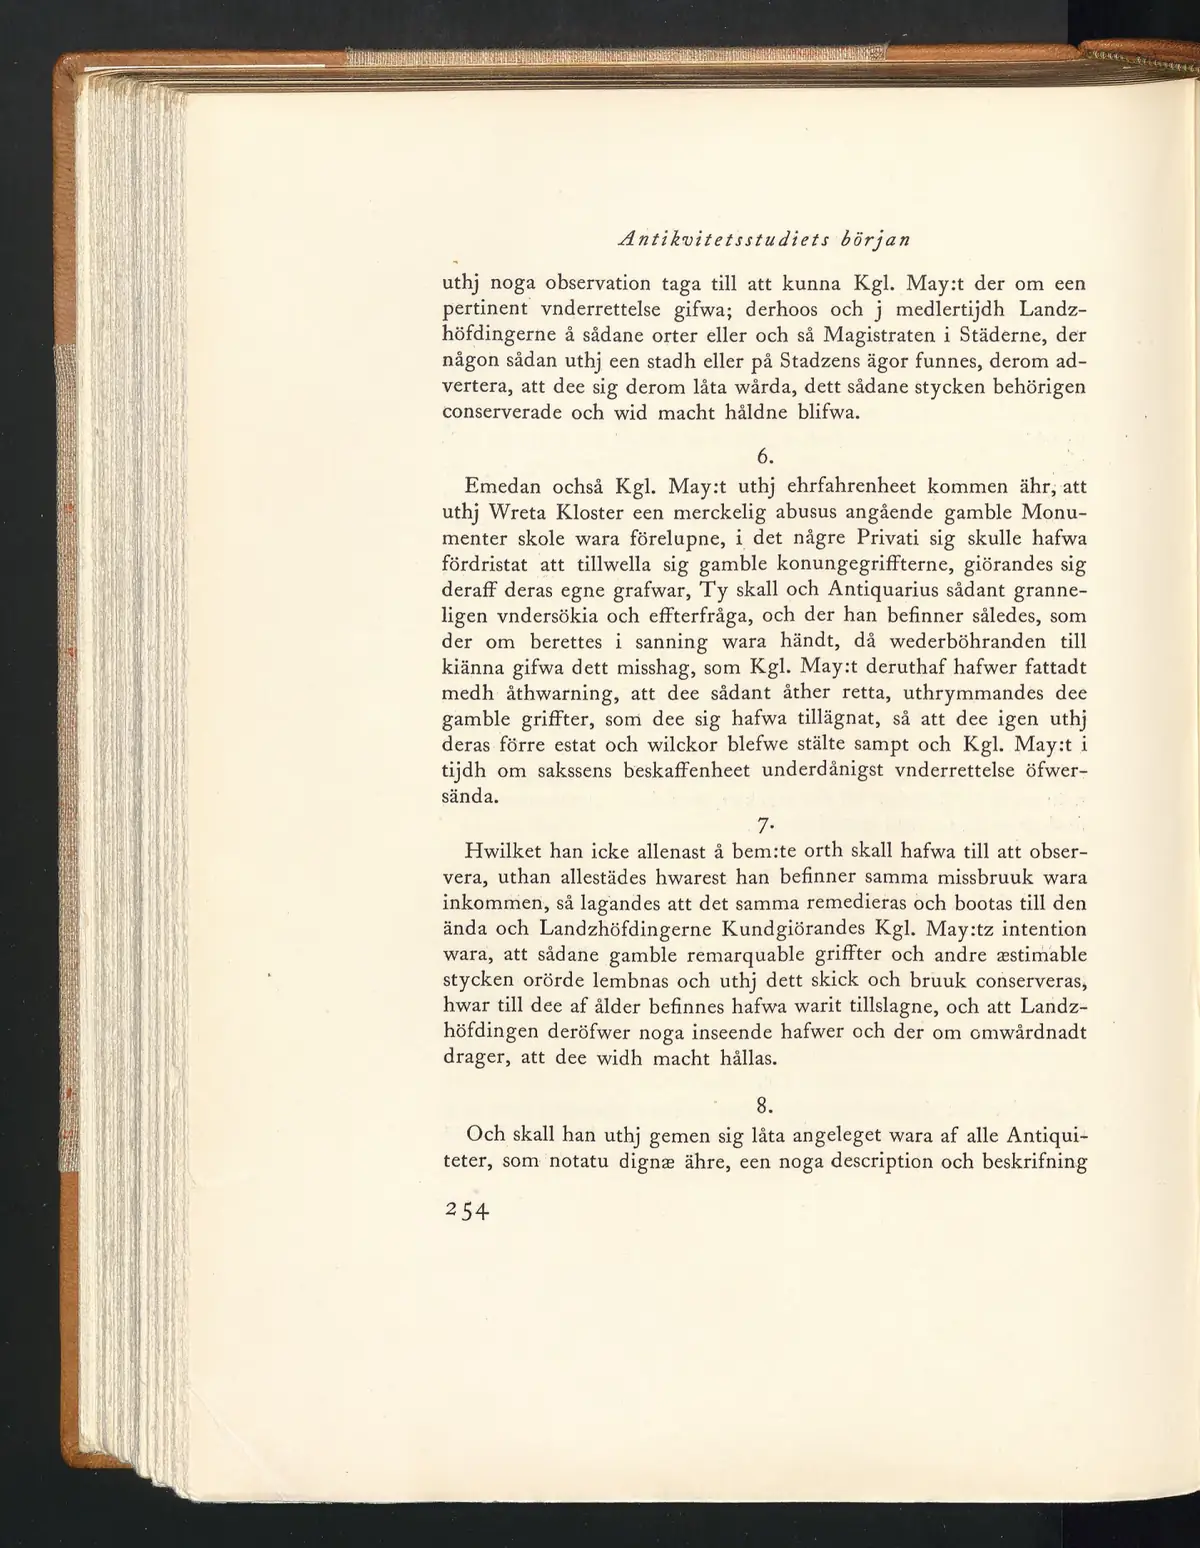 Antikvitetsstudiets början
uthj noga observation taga till att kunna Kgl. May:t der om een
pertinent vnderrettelse gifwa; derhoos och j medlertijdh Landz-
höfdingerne å sådane orter eller och så Magistraten i Städerne, der
någon sådan uthj een stadh eller på Stadzens ägor funnes, derom ad-
vertera, att dee sig derom låta wårda, dett sådane stycken behörigen
conserverade och wid macht håldne blifwa.
6.
Emedan ochså Kgl. May:t uthj ehrfahrenheet kommen ähr, att
uthj Wreta Kloster een merckelig abusus angående gamble Monu-
menter skole wara förelupne, i det någre Privati sig skulle hafwa
fördristat att tillwella sig gamble konungegriffterne, giörandes sig
deraff deras egne grafwar, Ty skall och Antiquarius sådant granne-
ligen vndersökia och effterfråga, och der han befinner således, som
der om berettes i sanning wara händt, då wederböhranden till
kiänna gifwa dett misshag, som Kgl. May:t deruthaf hafwer fattadt
medh åthwarning, att dee sådant åther retta, uthrymmandes dee
gamble griffter, som dee sig hafwa tillägnat, så att dee igen uthj
deras förre estat och wilckor blefwe stälte sampt och Kgl. May:t i
tijdh om sakssens beskaffenheet underdånigst vnderrettelse öfwer-
sända.
7.
Hwilket han icke allenast å bem:te orth skall hafwa till att obser-
vera, uthan allestädes hwarest han befinner samma missbruuk wara
inkommen, så lagandes att det samma remedieras och bootas till den
ända och Landzhöfdingerne Kundgiörandes Kgl. May:tz intention
wara, att sådane gamble remarquable griffter och andre æstimable
stycken orörde lembnas och uthj dett skick och bruuk conserveras,
hwar till dee af ålder befinnes hafwa warit tillslagne, och att Landz-
höfdingen deröfwer noga inseende hafwer och der om omwårdnadt
drager, att dee widh macht hållas.
8.
Och skall han uthj gemen sig låta angeleget wara af alle Antiqui-
teter, som notatu dignæ ähre, een noga description och beskrifning
254